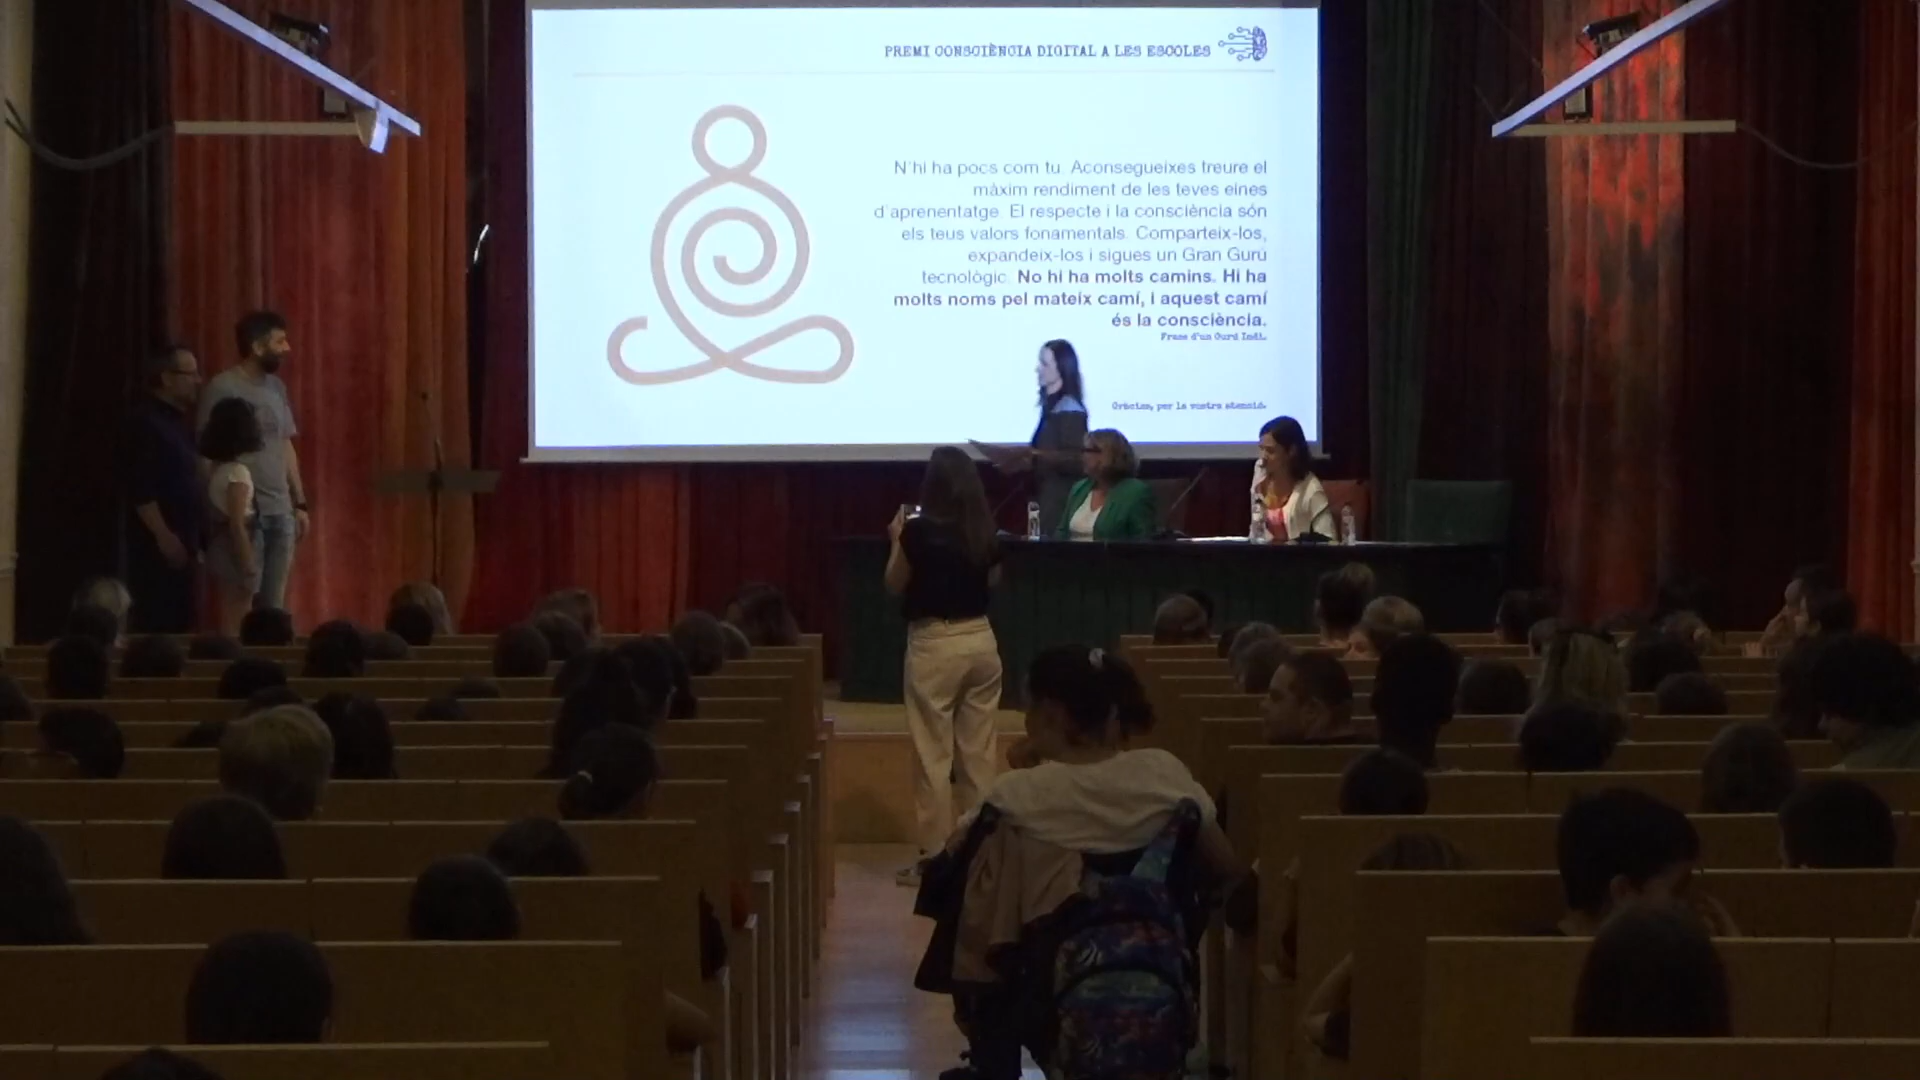 PREMI CONSCIÈNCIA DIGITAL A LES ESCOLES
N'hi ha pocs com tu. Aconsegueixes treure el
màxim rendiment de les teves eines
d'aprenentatge. El respecte i la consciència són
els teus valors fonamentals. Comparteix-los,
expandeix-los i sigues un Gran Gurú
tecnològic. No hi ha molts camins. Hi ha
molts noms pel mateix camí, i aquest camí
és la consciència.
Frase d'un Gurú Indi.
Gràcies, per la vostra atenció.